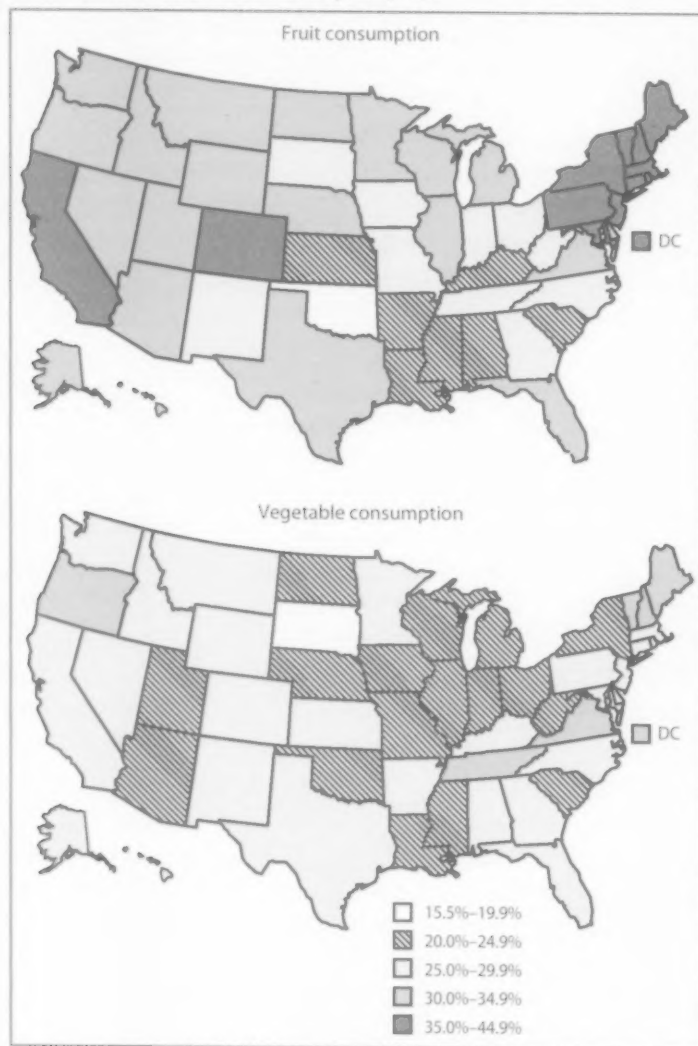 Fruit consumption
DC
Vegetable consumption
DC
15.5%–19.9%
20.0%–24.9%
25.0%–29.9%
30.0%–34.9%
35.0%–44.9%